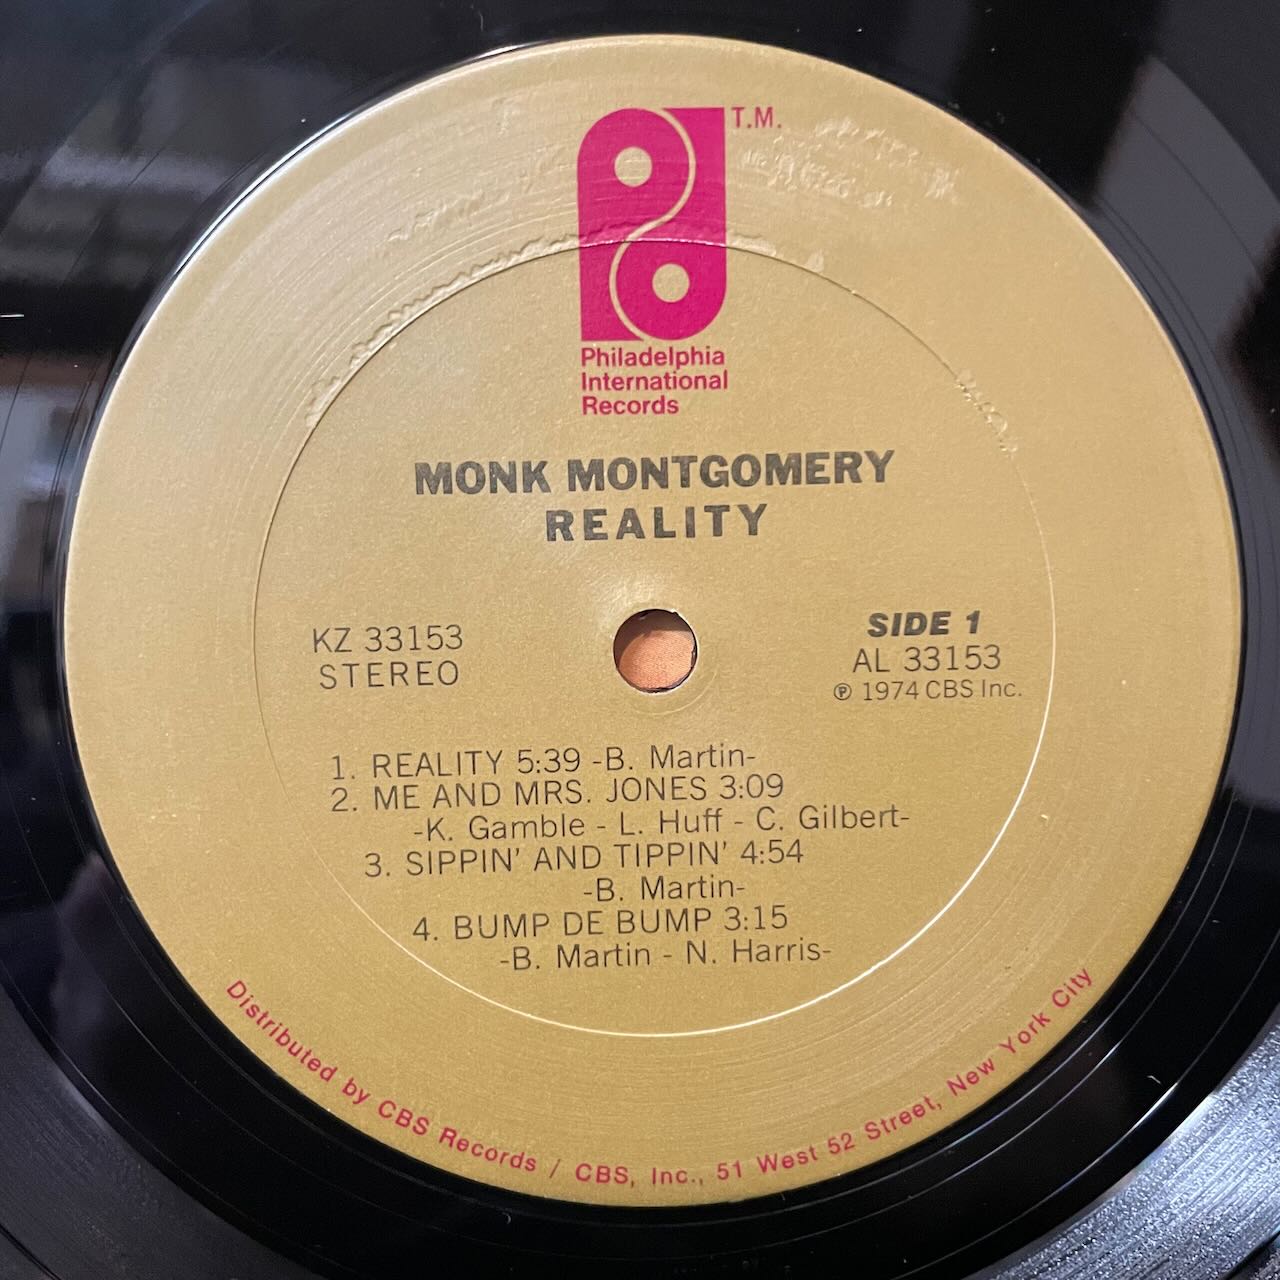 T.M.
Philadelphia
International
Records
MONK MONTGOMERY
REALITY
KZ 33153
STEREO
SIDE 1
AL 33153
℗ 1974 CBS Inc.
1. REALITY 5:39 -B. Martin-
2. ME AND MRS. JONES 3:09
-K. Gamble - L. Huff - C. Gilbert-
3. SIPPIN' AND TIPPIN' 4:54
-B. Martin-
4. BUMP DE BUMP 3:15
-B. Martin - N. Harris-
Distributed by CBS Records / CBS, Inc., 51 West 52 Street, New York City